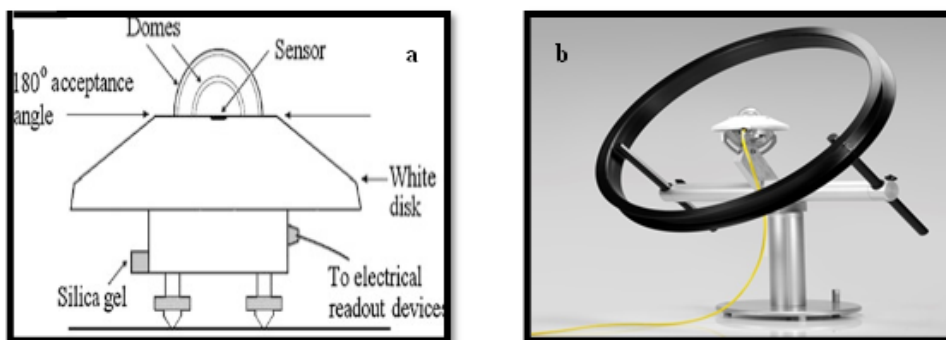 Domes
Sensor
a
180° acceptance
angle
White
disk
Silica gel
To electrical
readout devices
b